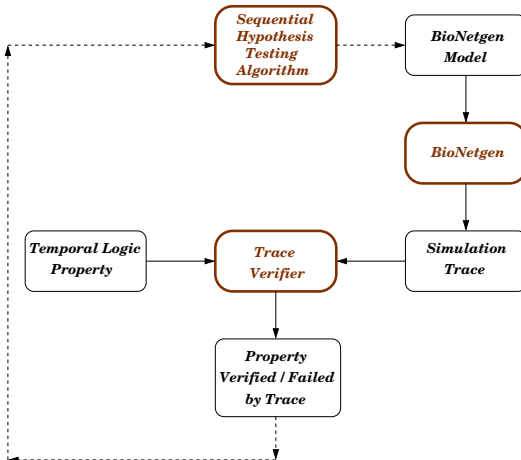 Sequential
Hypothesis
Testing
Algorithm
BioNetgen
Model
BioNetgen
Temporal Logic
Property
Trace
Verifier
Simulation
Trace
Property
Verified / Failed
by Trace